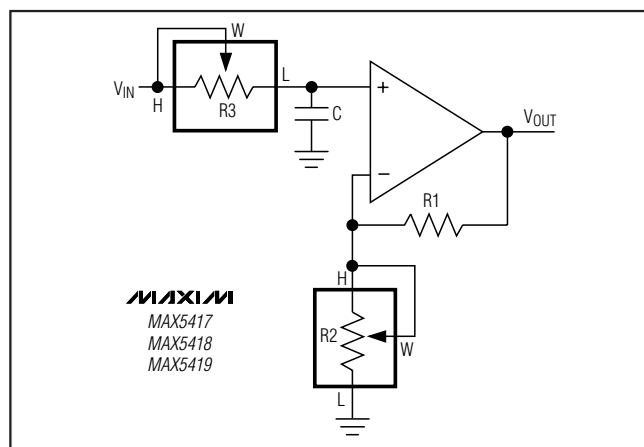 W
L
V_IN
H
R3
C
+
−
V_OUT
R1
H
MAXIM
MAX5417
MAX5418
MAX5419
R2
W
L